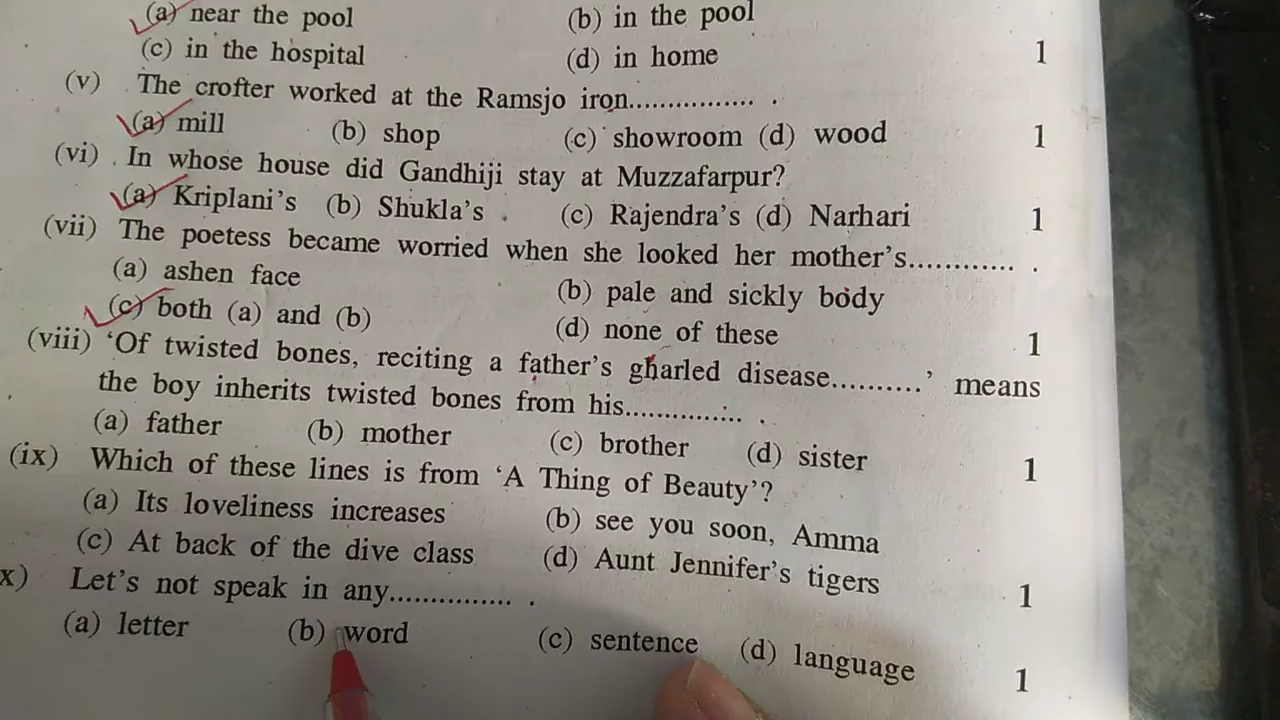 (a) near the pool (b) in the pool
(c) in the hospital (d) in home 1
(v) The crofter worked at the Ramsjo iron................ .
(a) mill (b) shop (c) showroom (d) wood 1
(vi) In whose house did Gandhiji stay at Muzzafarpur?
(a) Kriplani's (b) Shukla's (c) Rajendra's (d) Narhari 1
(vii) The poetess became worried when she looked her mother's............. .
(a) ashen face (b) pale and sickly body
(c) both (a) and (b) (d) none of these 1
(viii) 'Of twisted bones, reciting a father's gharled disease..........' means
the boy inherits twisted bones from his............... .
(a) father (b) mother (c) brother (d) sister 1
(ix) Which of these lines is from 'A Thing of Beauty'?
(a) Its loveliness increases (b) see you soon, Amma
(c) At back of the dive class (d) Aunt Jennifer's tigers 1
x) Let's not speak in any............... .
(a) letter (b) word (c) sentence (d) language 1